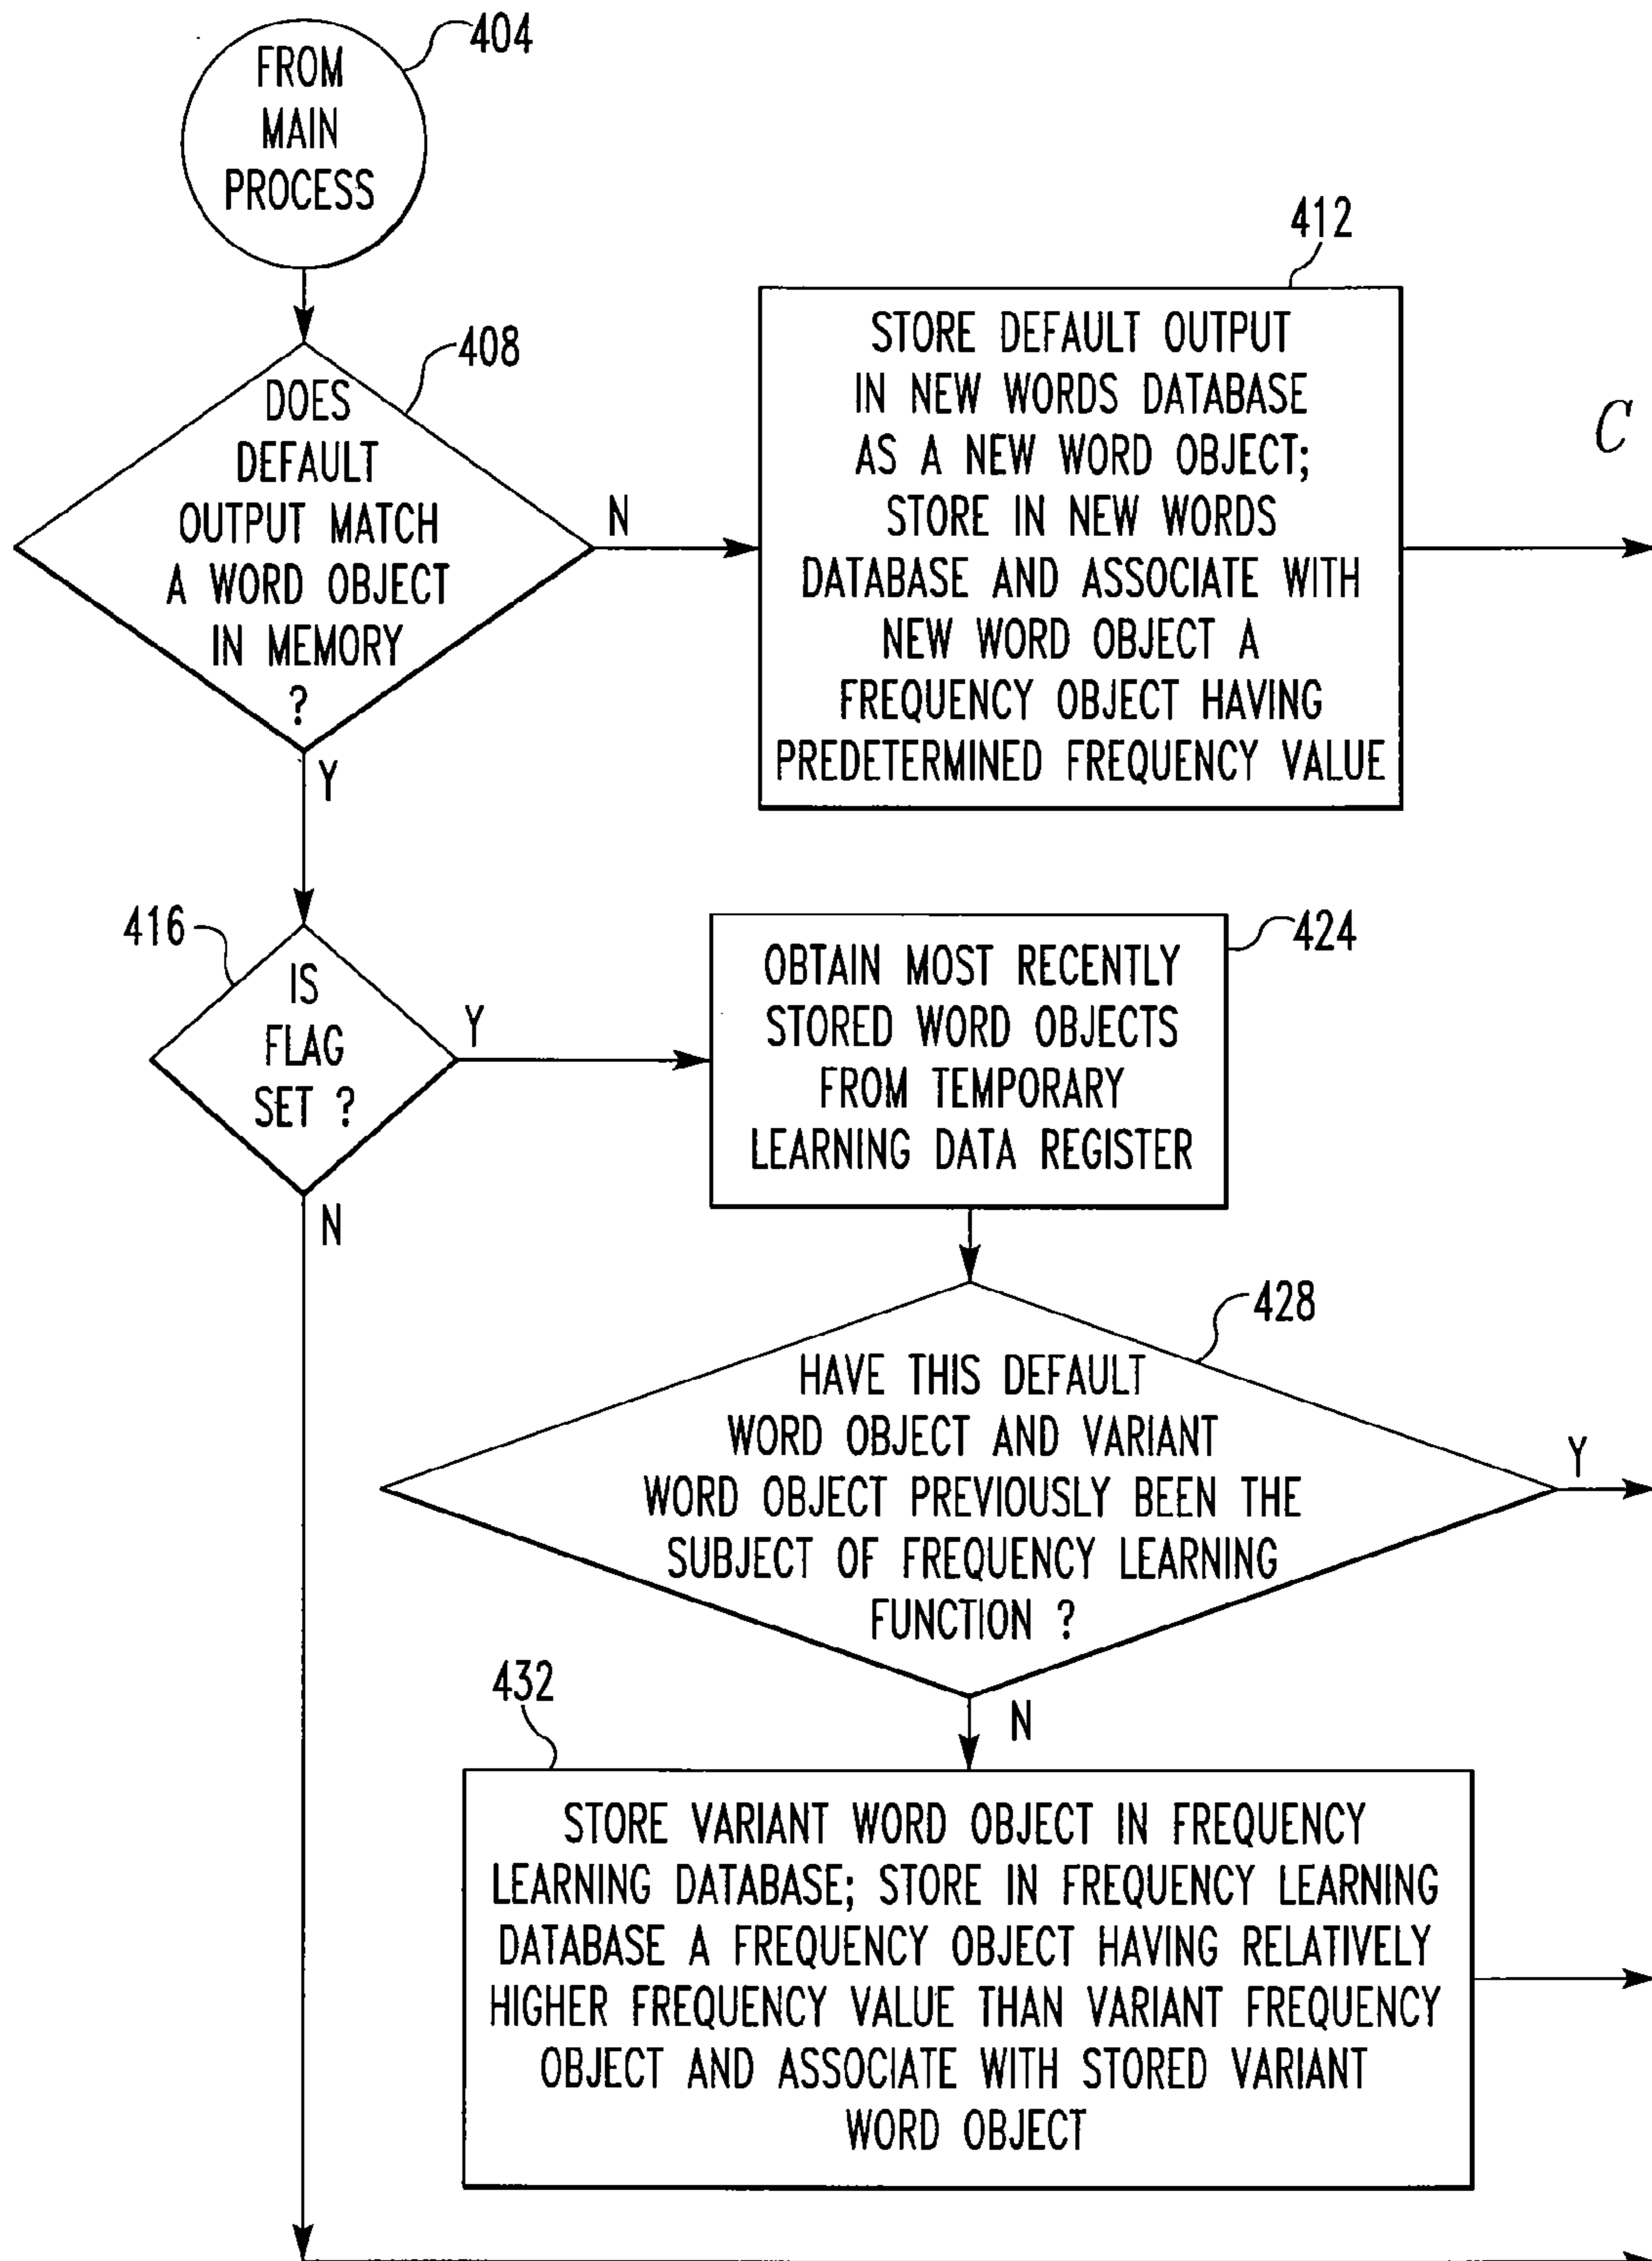 404
FROM
MAIN
PROCESS
408
DOES
DEFAULT
OUTPUT MATCH
A WORD OBJECT
IN MEMORY
?
N
Y
412
STORE DEFAULT OUTPUT
IN NEW WORDS DATABASE
AS A NEW WORD OBJECT;
STORE IN NEW WORDS
DATABASE AND ASSOCIATE WITH
NEW WORD OBJECT A
FREQUENCY OBJECT HAVING
PREDETERMINED FREQUENCY VALUE
C
416
IS
FLAG
SET ?
Y
N
424
OBTAIN MOST RECENTLY
STORED WORD OBJECTS
FROM TEMPORARY
LEARNING DATA REGISTER
428
HAVE THIS DEFAULT
WORD OBJECT AND VARIANT
WORD OBJECT PREVIOUSLY BEEN THE
SUBJECT OF FREQUENCY LEARNING
FUNCTION ?
Y
N
432
STORE VARIANT WORD OBJECT IN FREQUENCY
LEARNING DATABASE; STORE IN FREQUENCY LEARNING
DATABASE A FREQUENCY OBJECT HAVING RELATIVELY
HIGHER FREQUENCY VALUE THAN VARIANT FREQUENCY
OBJECT AND ASSOCIATE WITH STORED VARIANT
WORD OBJECT